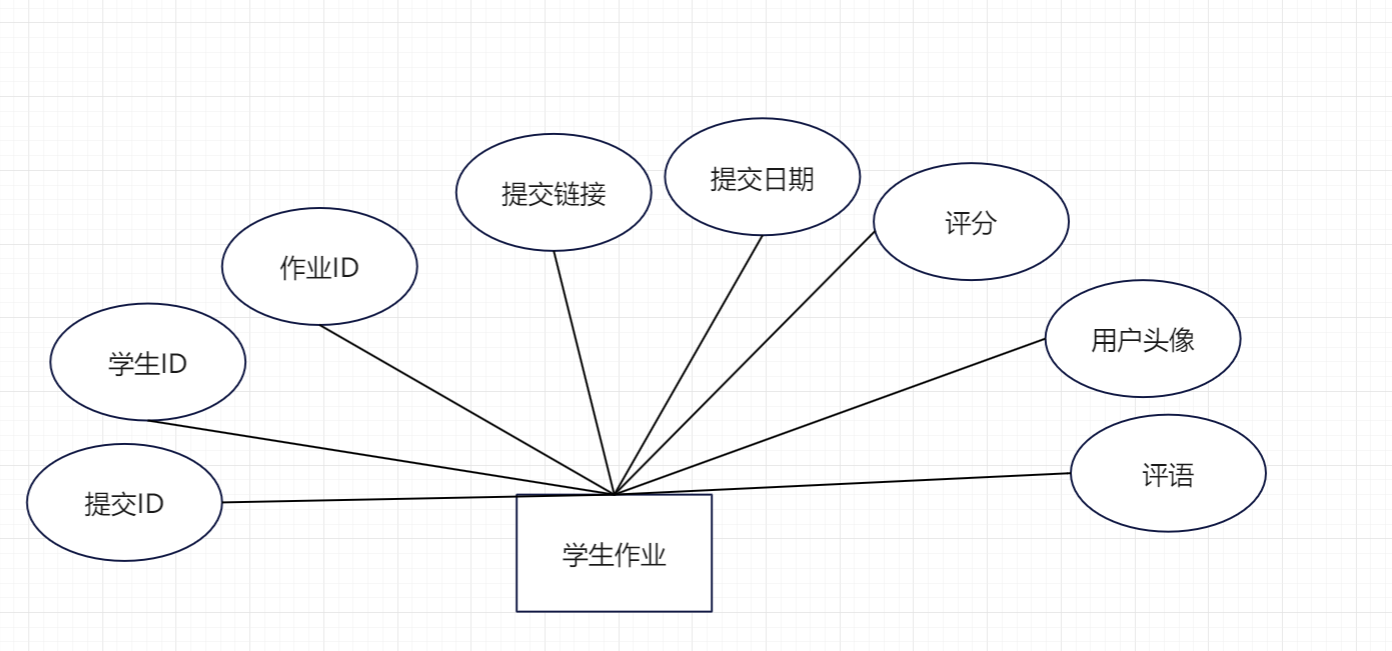 提交日期
提交链接
评分
作业ID
用户头像
学生ID
评语
提交ID
学生作业